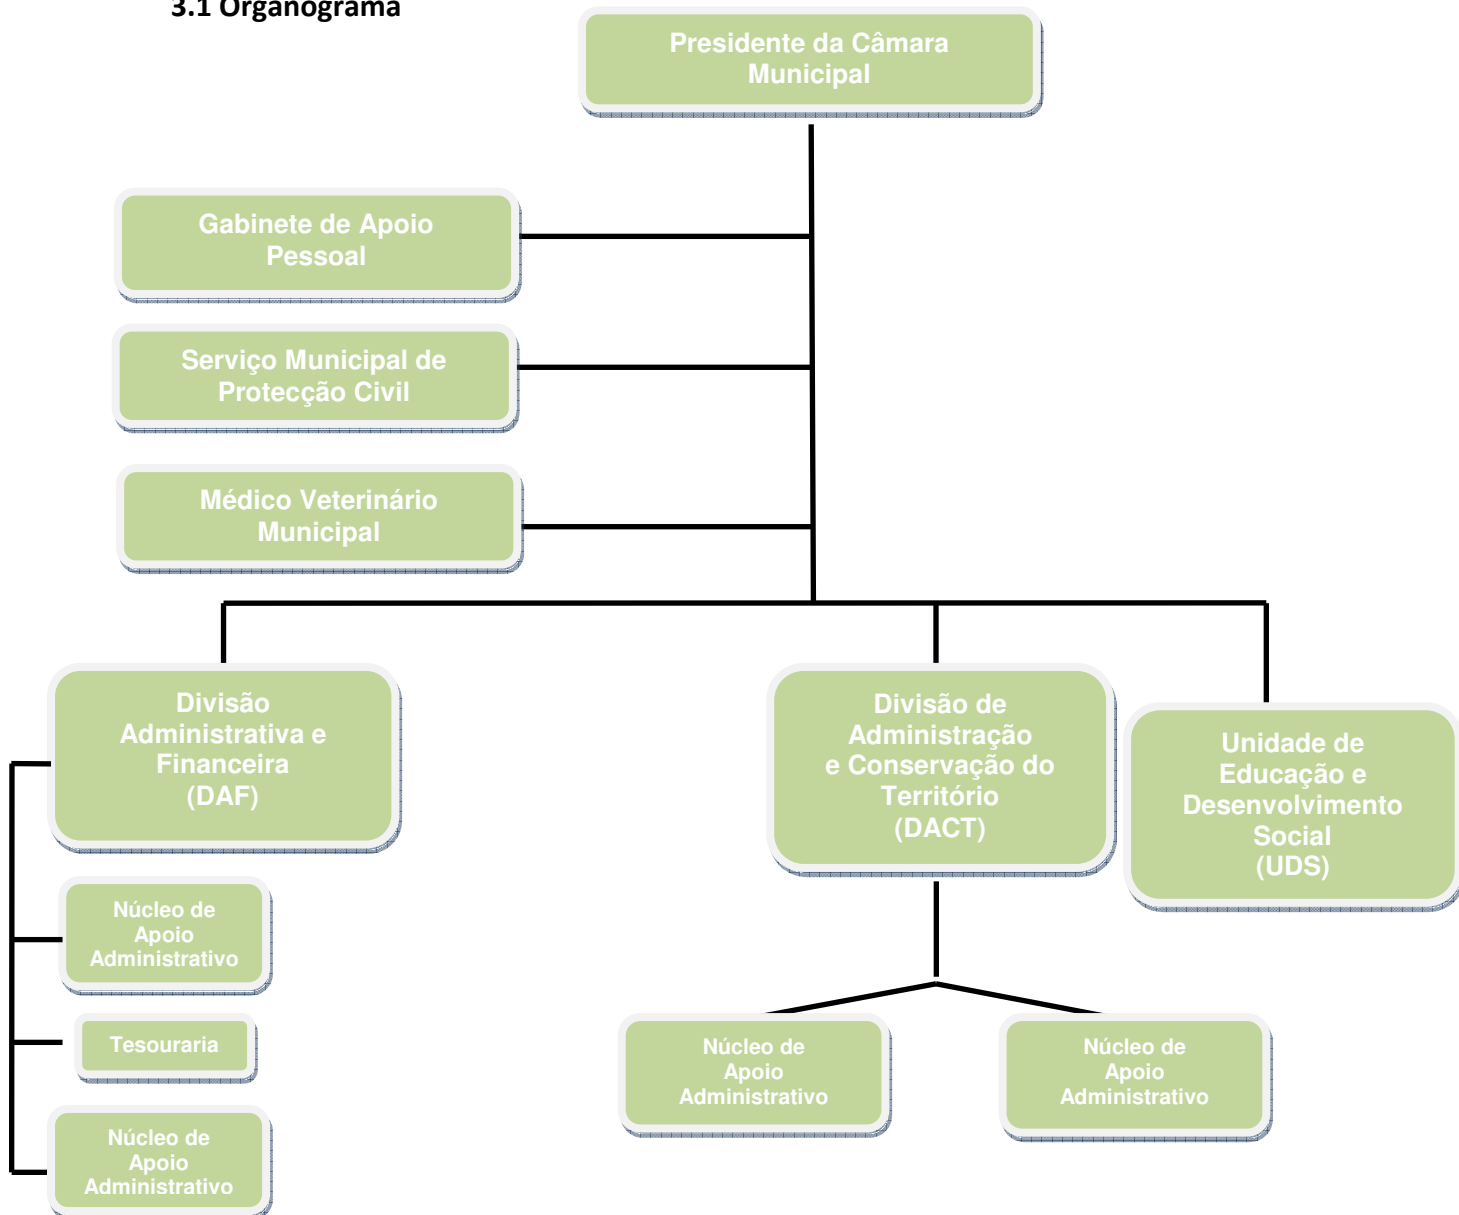 3.1 Organograma
Presidente da Câmara
Municipal
Gabinete de Apoio
Pessoal
Serviço Municipal de
Protecção Civil
Médico Veterinário
Municipal
Divisão
Administrativa e
Financeira
(DAF)
Divisão de
Administração
e Conservação do
Território
(DACT)
Unidade de
Educação e
Desenvolvimento
Social
(UDS)
Núcleo de
Apoio
Administrativo
Tesouraria
Núcleo de
Apoio
Administrativo
Núcleo de
Apoio
Administrativo
Núcleo de
Apoio
Administrativo